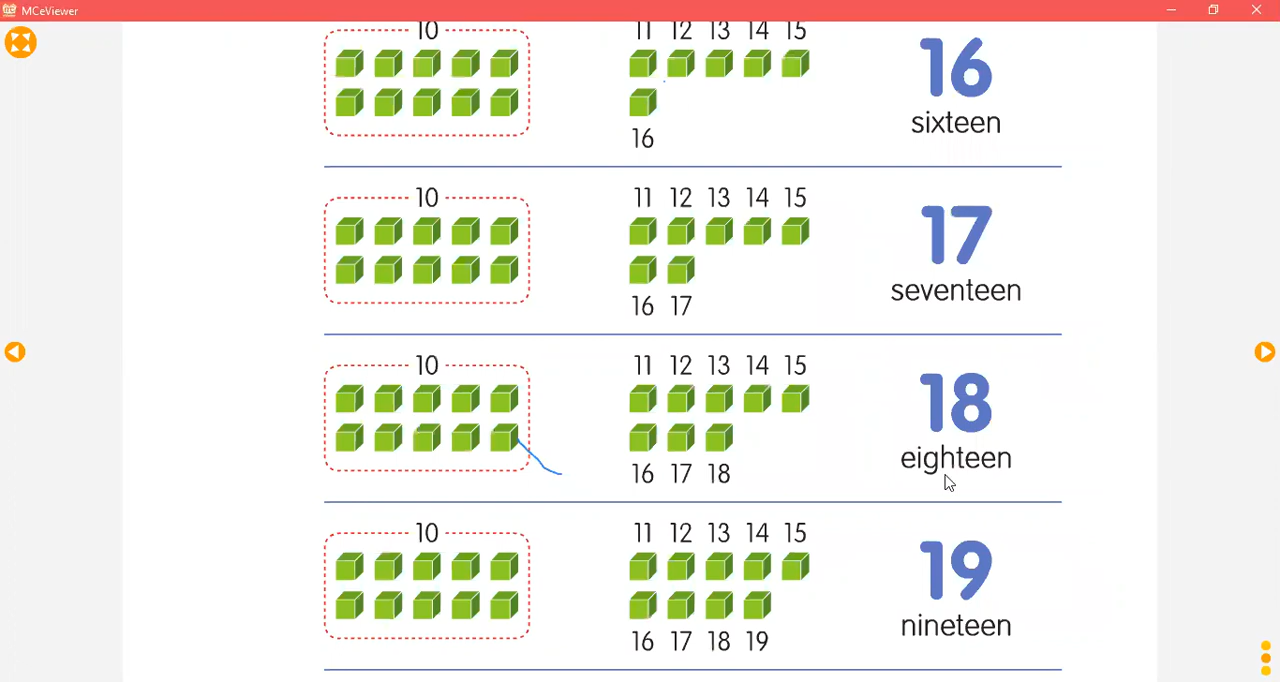 MCeViewer
10 11 12 13 14 15
16
16
sixteen
10 11 12 13 14 15
16 17
17
seventeen
10 11 12 13 14 15
16 17 18
18
eighteen
10 11 12 13 14 15
16 17 18 19
19
nineteen